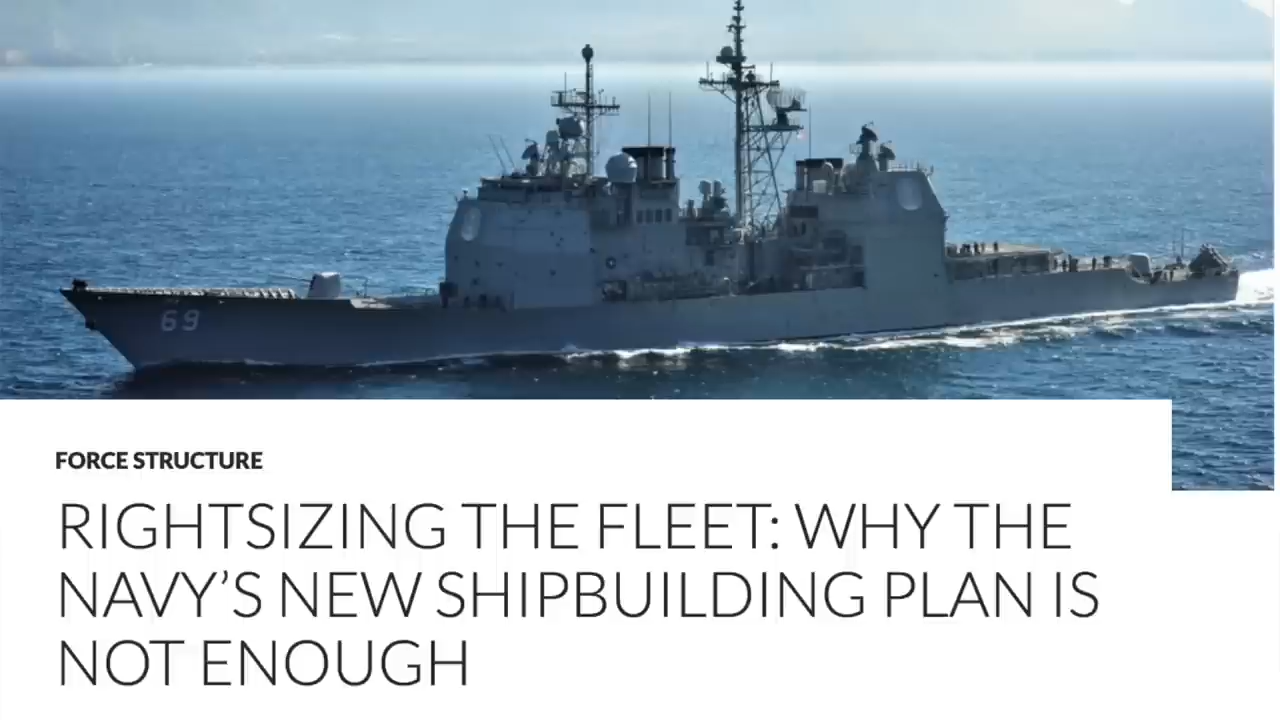 69
FORCE STRUCTURE
RIGHTSIZING THE FLEET: WHY THE
NAVY’S NEW SHIPBUILDING PLAN IS
NOT ENOUGH